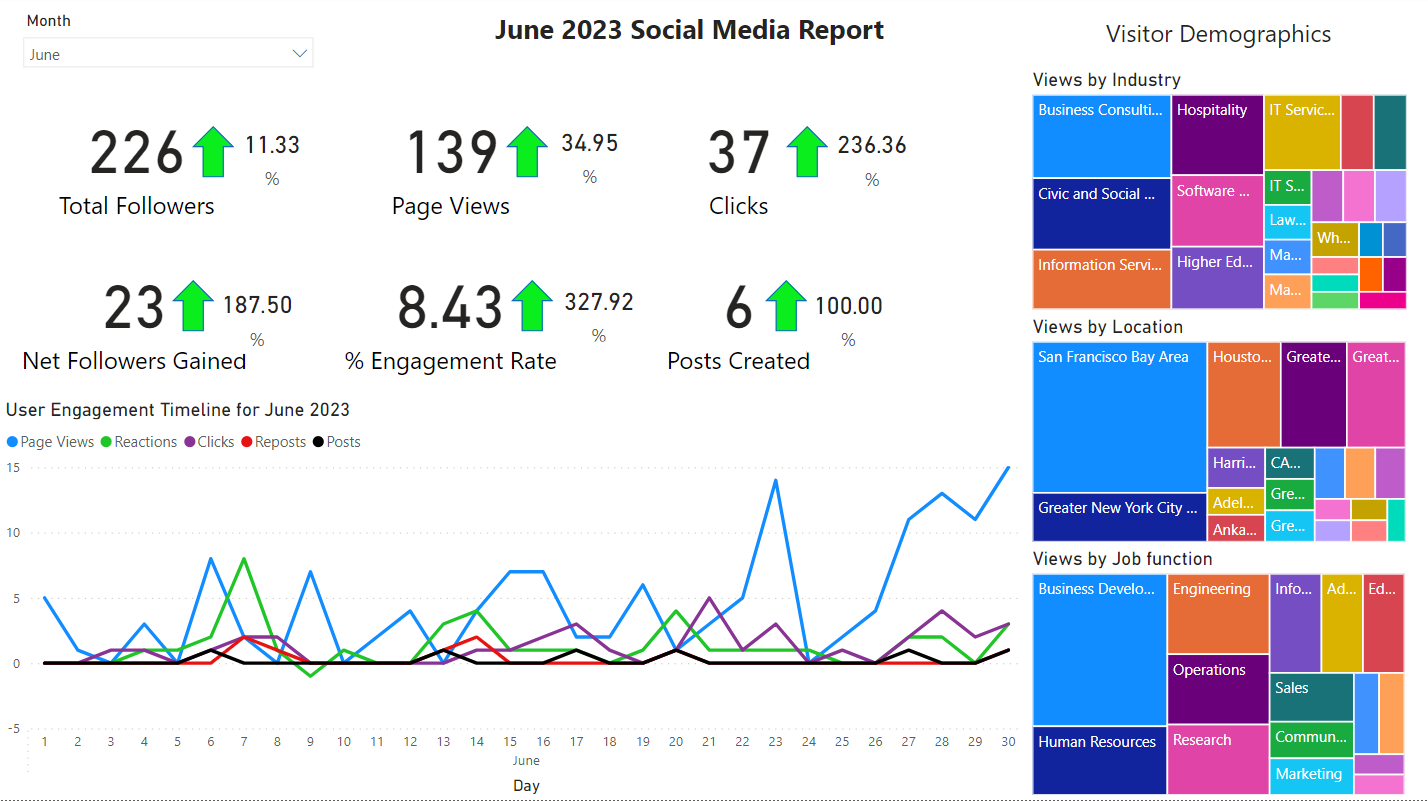 Month
June
June 2023 Social Media Report
226
11.33
%
Total Followers
139
34.95
%
Page Views
37
236.36
%
Clicks
23
187.50
%
Net Followers Gained
8.43
327.92
%
% Engagement Rate
6
100.00
%
Posts Created
User Engagement Timeline for June 2023
Page Views Reactions Clicks Reposts Posts
15
10
5
0
-5
1 2 3 4 5 6 7 8 9 10 11 12 13 14 15 16 17 18 19 20 21 22 23 24 25 26 27 28 29 30
June
Day
Visitor Demographics
Views by Industry
Business Consulti...
Hospitality
IT Servic...
Civic and Social ...
Software ...
IT S...
Law...
Wh...
Information Servi...
Higher Ed...
Ma...
Ma...
Views by Location
San Francisco Bay Area
Housto...
Greate...
Great...
Harri...
CA...
Adel...
Gre...
Greater New York City ...
Anka...
Gre...
Views by Job function
Business Develo...
Engineering
Info...
Ad...
Ed...
Operations
Sales
Human Resources
Research
Commun...
Marketing